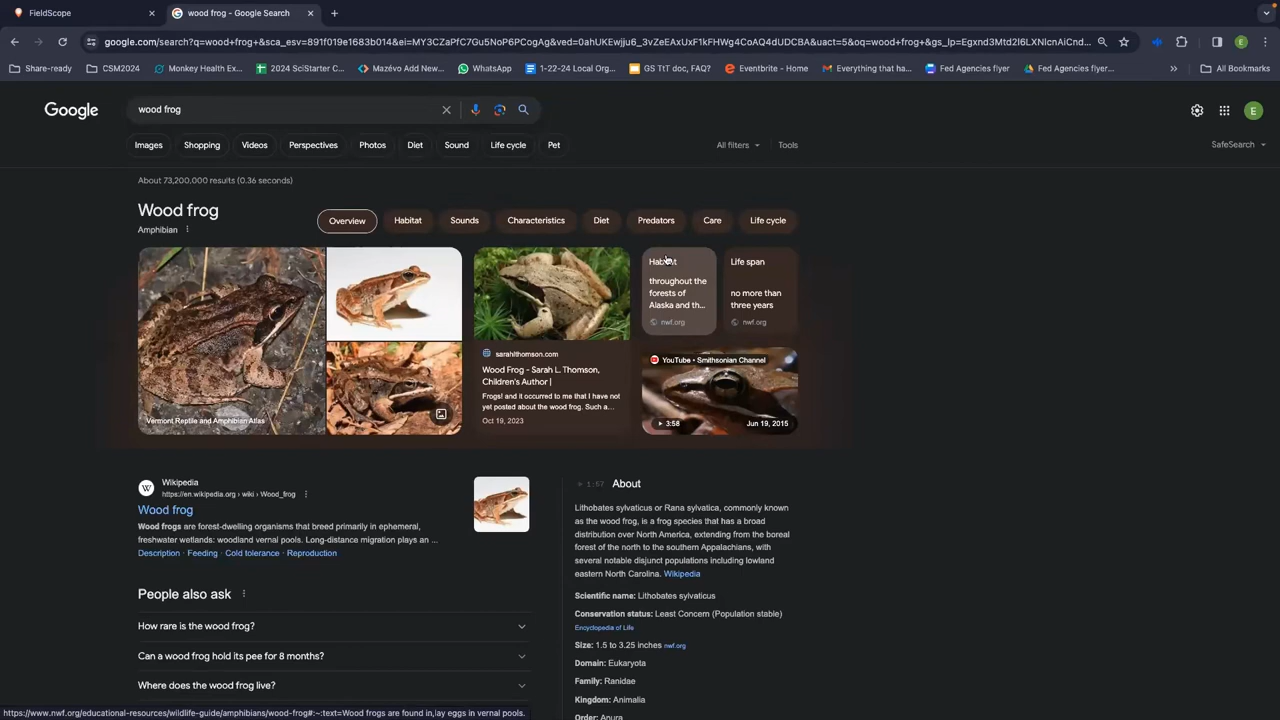 FieldScope
wood frog - Google Search
google.com/search?q=wood+frog+&sca_esv=891f019e1683b014&ei=MY3CZaPfC7Gu5NoP6PCogAg&ved=0ahUKEwjju6_3vZeEAxUxF1kFHWg4CoAQ4dUDCBA&uact=5&oq=wood+frog+&gs_lp=Egxnd3Mtd2l6LXNlcnAiCnd...
E
Share-ready
CSM2024
Monkey Health Ex...
2024 SciStarter C...
Mazévo Add New...
WhatsApp
1-22-24 Local Org...
GS TtT doc, FAQ?
Eventbrite - Home
Everything that ha...
Fed Agencies flyer
Fed Agencies flyer...
»
All Bookmarks
Google
wood frog
E
Images
Shopping
Videos
Perspectives
Photos
Diet
Sound
Life cycle
Pet
All filters
Tools
SafeSearch
About 73,200,000 results (0.36 seconds)
Wood frog
Amphibian
Overview
Habitat
Sounds
Characteristics
Diet
Predators
Care
Life cycle
Vermont Reptile and Amphibian Atlas
sarahlthomson.com
Wood Frog - Sarah L. Thomson,
Children's Author |
Frogs! and it occurred to me that I have not
yet posted about the wood frog. Such a...
Oct 19, 2023
Habitat
throughout the
forests of
Alaska and th...
nwf.org
Life span
no more than
three years
nwf.org
YouTube • Smithsonian Channel
3:58
Jun 19, 2015
W
Wikipedia
https://en.wikipedia.org › wiki › Wood_frog
Wood frog
Wood frogs are forest-dwelling organisms that breed primarily in ephemeral,
freshwater wetlands: woodland vernal pools. Long-distance migration plays an ...
Description · Feeding · Cold tolerance · Reproduction
People also ask
How rare is the wood frog?
Can a wood frog hold its pee for 8 months?
Where does the wood frog live?
1:57
About
Lithobates sylvaticus or Rana sylvatica, commonly known
as the wood frog, is a frog species that has a broad
distribution over North America, extending from the boreal
forest of the north to the southern Appalachians, with
several notable disjunct populations including lowland
eastern North Carolina. Wikipedia
Scientific name: Lithobates sylvaticus
Conservation status: Least Concern (Population stable)
Encyclopedia of Life
Size: 1.5 to 3.25 inches nwf.org
Domain: Eukaryota
Family: Ranidae
Kingdom: Animalia
Order: Anura
https://www.nwf.org/educational-resources/wildlife-guide/amphibians/wood-frog#:~:text=Wood frogs are found in,lay eggs in vernal pools.